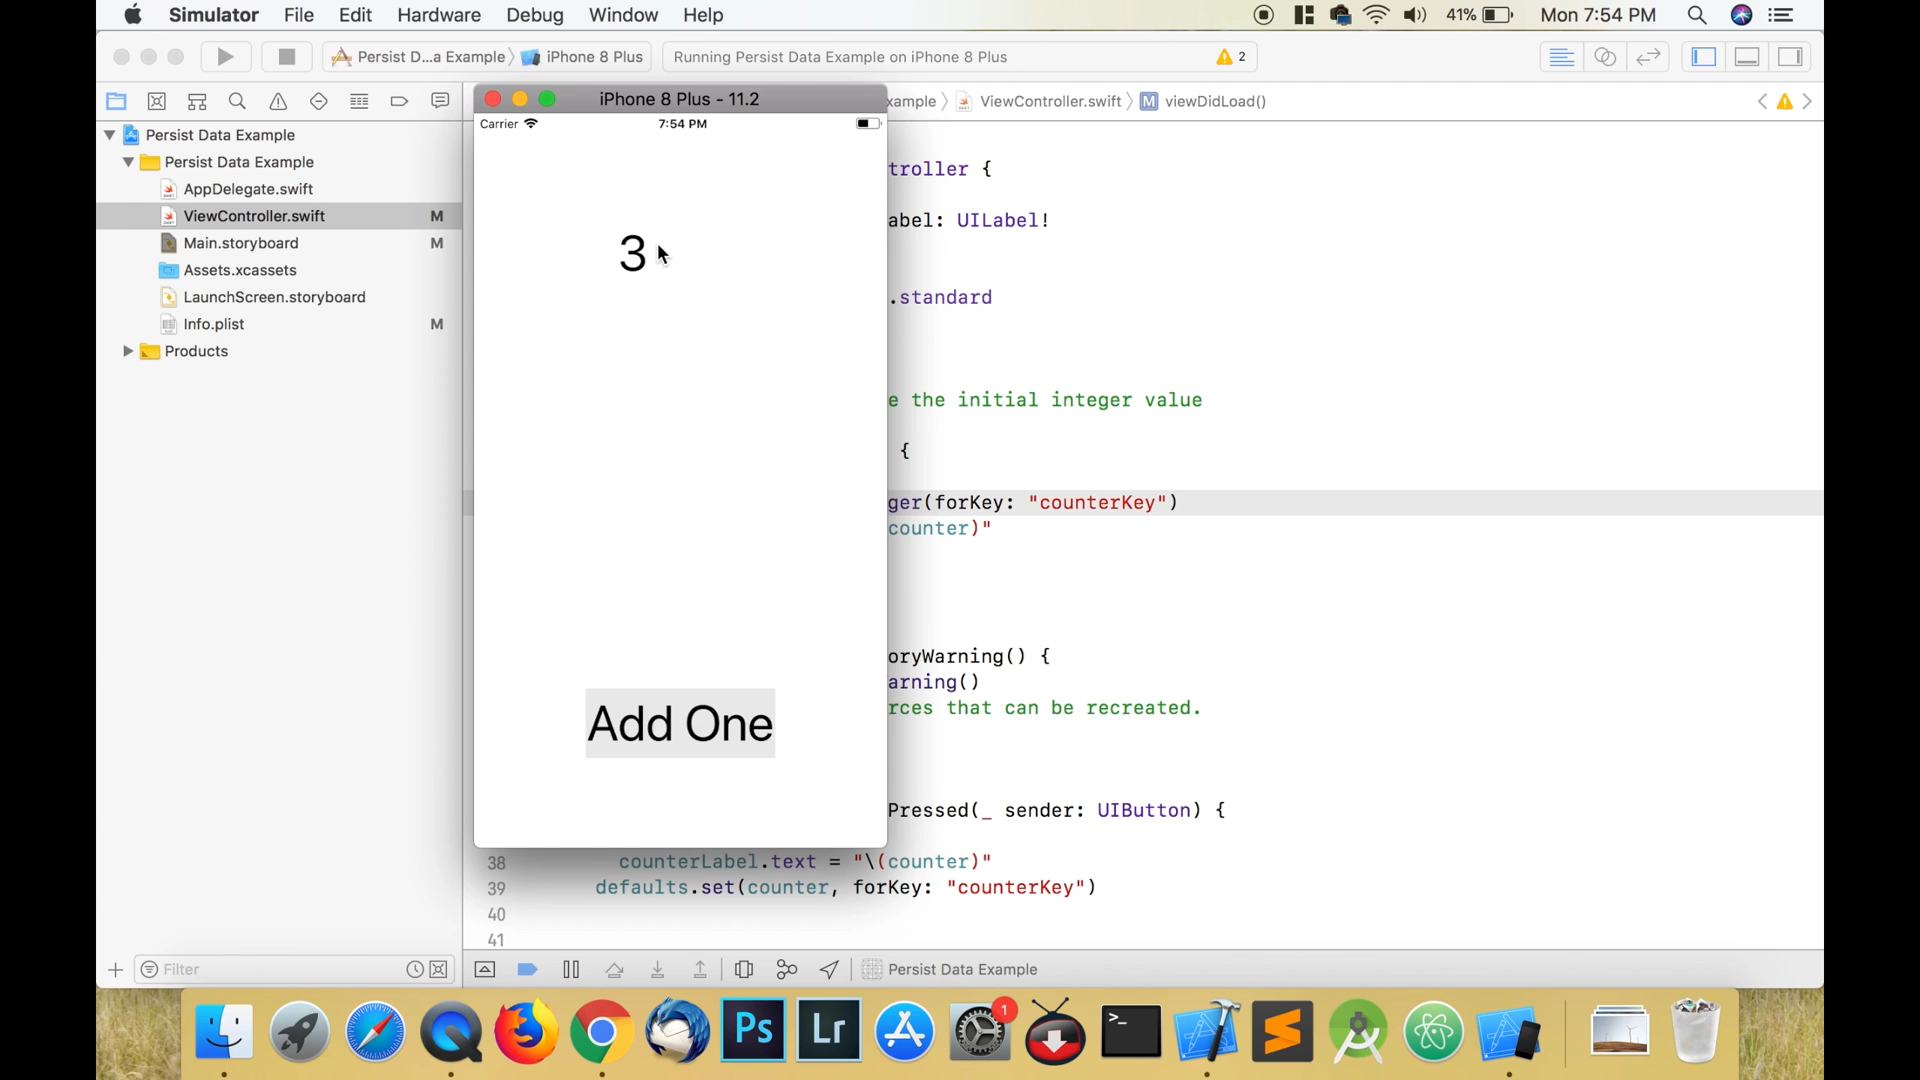 Simulator File Edit Hardware Debug Window Help 41% Mon 7:54 PM
Persist D...a Example iPhone 8 Plus Running Persist Data Example on iPhone 8 Plus 2
iPhone 8 Plus - 11.2
xample ViewController.swift M viewDidLoad()
Carrier 7:54 PM
Persist Data Example
Persist Data Example
AppDelegate.swift
ViewController.swift M
Main.storyboard M
Assets.xcassets
LaunchScreen.storyboard
Info.plist M
Products
3
Add One
troller {
abel: UILabel!
.standard
e the initial integer value
{
ger(forKey: "counterKey")
counter)"
oryWarning() {
arning()
rces that can be recreated.
Pressed(_ sender: UIButton) {
38 counterLabel.text = "\(counter)"
39 defaults.set(counter, forKey: "counterKey")
40
41
Filter
Persist Data Example
Ps
Lr
1
>_